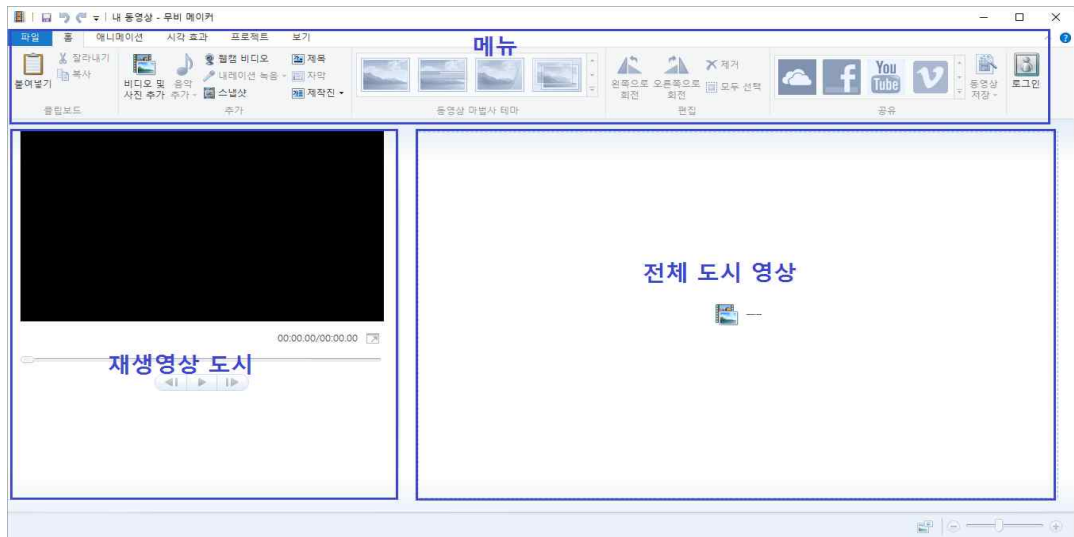 내 동영상 - 무비 메이커
파일 홈 애니메이션 시각 효과 프로젝트 보기
메뉴
붙여넣기
잘라내기
복사
클립보드
비디오 및
사진 추가
음악
추가
웹캠 비디오
내레이션 녹음
스냅샷
제목
자막
제작진
추가
동영상 마법사 테마
왼쪽으로
회전
오른쪽으로
회전
제거
모두 선택
편집
You
Tube
공유
동영상
저장
로그인
00:00.00/00:00.00
재생영상 도시
전체 도시 영상